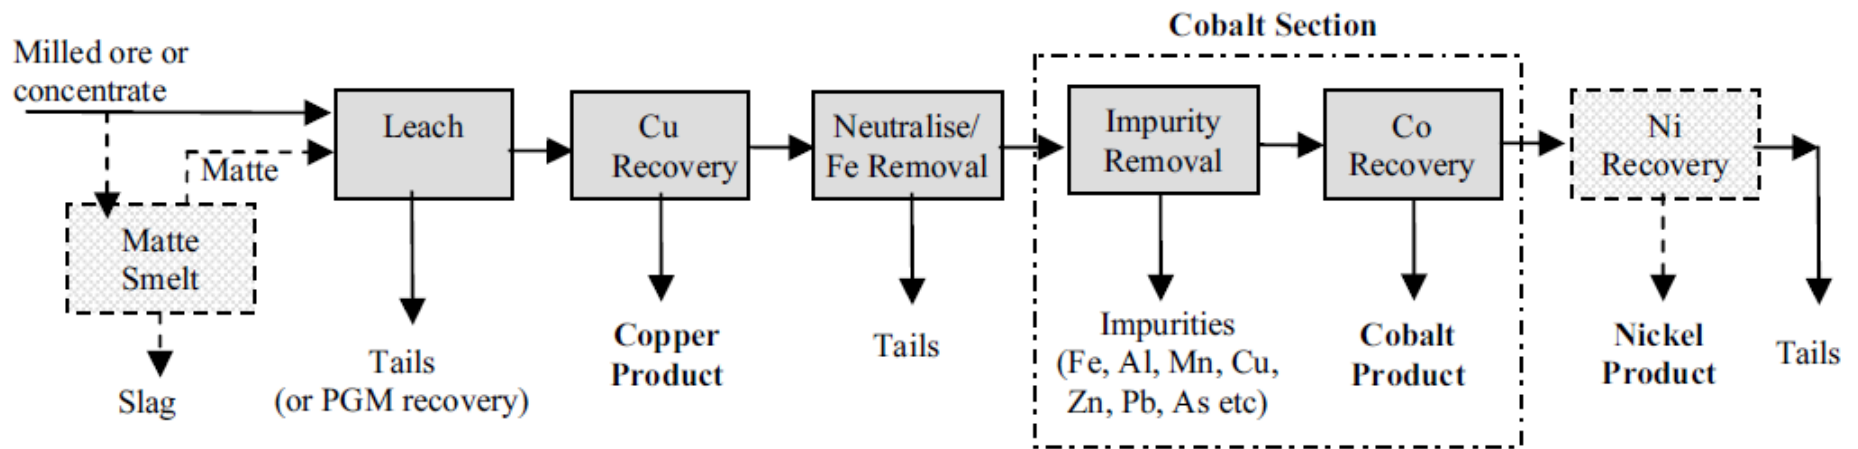 Cobalt Section
Milled ore or
concentrate
Leach
Cu
Recovery
Neutralise/
Fe Removal
Impurity
Removal
Co
Recovery
Ni
Recovery
Matte
Matte
Smelt
Slag
Tails
(or PGM recovery)
Copper
Product
Tails
Impurities
(Fe, Al, Mn, Cu,
Zn, Pb, As etc)
Cobalt
Product
Nickel
Product
Tails